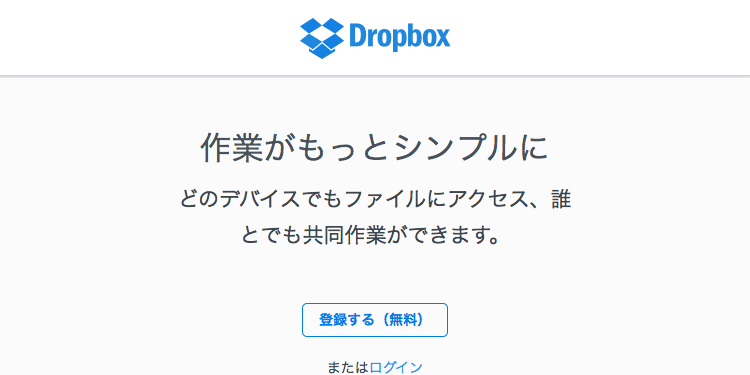 Dropbox
作業がもっとシンプルに
どのデバイスでもファイルにアクセス、誰
とでも共同作業ができます。
登録する（無料）
またはログイン